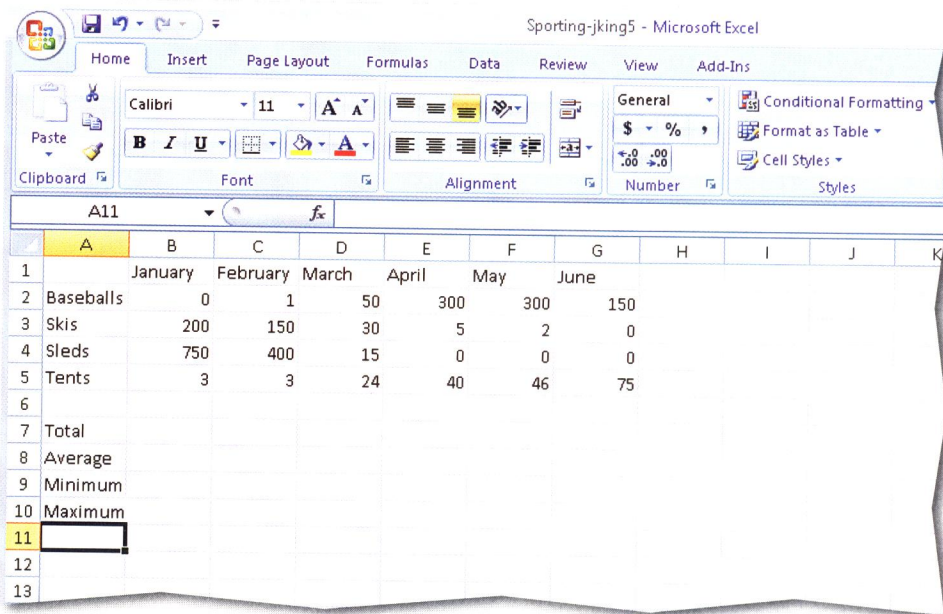 Sporting-jking5 - Microsoft Excel
Home Insert Page Layout Formulas Data Review View Add-Ins
Paste
Calibri 11 A A
B I U A
General
$ % ,
.0 .00 .00 .0
Conditional Formatting
Format as Table
Cell Styles
Clipboard Font Alignment Number Styles
A11 fx
A B C D E F G H I J K
1 January February March April May June
2 Baseballs 0 1 50 300 300 150
3 Skis 200 150 30 5 2 0
4 Sleds 750 400 15 0 0 0
5 Tents 3 3 24 40 46 75
6
7 Total
8 Average
9 Minimum
10 Maximum
11
12
13